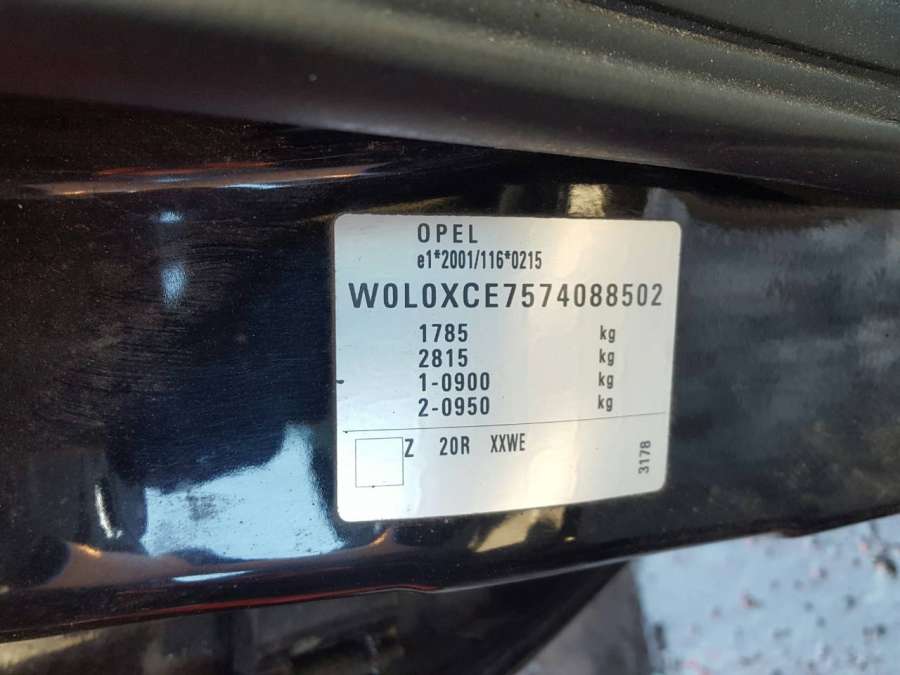 OPEL
e1*2001/116*0215
W0L0XCE7574088502
1785 kg
2815 kg
1-0900 kg
2-0950 kg
Z 20R XXWE
3178